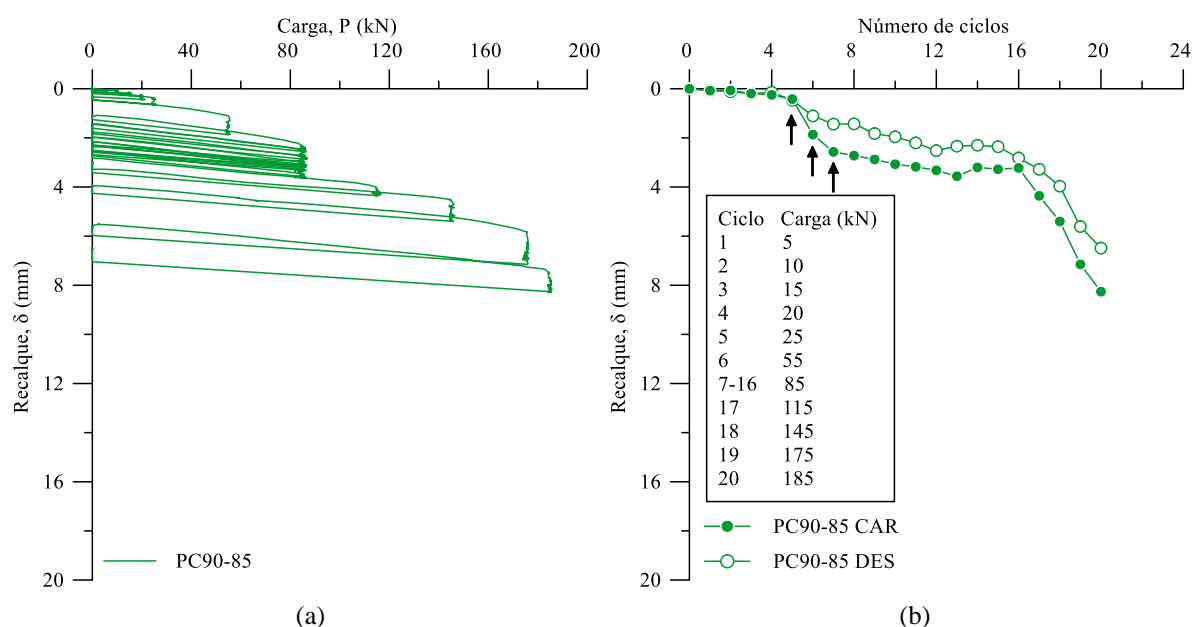 Carga, P (kN)
0 40 80 120 160 200
0
4
8
12
16
20
Recalque, δ (mm)
PC90-85
(a)
Número de ciclos
0 4 8 12 16 20 24
0
4
8
12
16
20
Recalque, δ (mm)
Ciclo Carga (kN)
1 5
2 10
3 15
4 20
5 25
6 55
7-16 85
17 115
18 145
19 175
20 185
PC90-85 CAR
PC90-85 DES
(b)